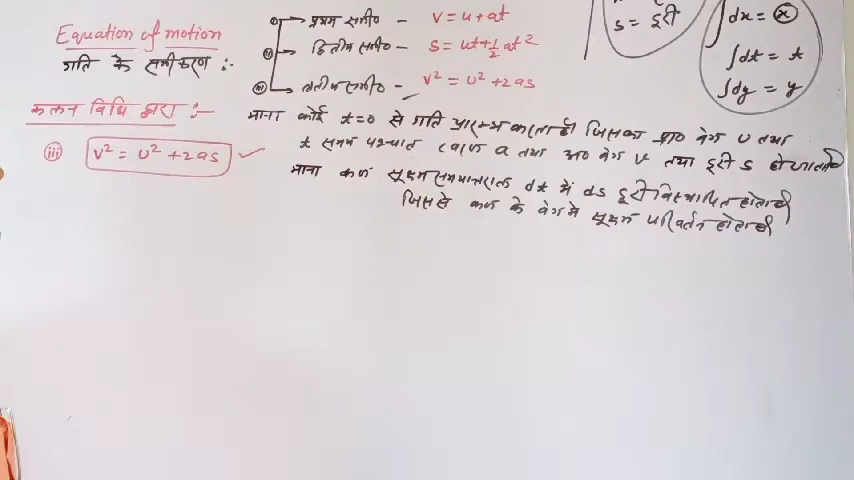 Equation of motion
गति के समीकरण :-
(i) प्रथम समी० - v = u + at
(ii) द्वितीय समी० - s = ut + ½ at²
(iii) तृतीय समी० - v² = u² + 2as
s = दूरी
∫dx = x
∫dt = t
∫dy = y
कलन विधि द्वारा :-
(iii) v² = u² + 2as
माना कोई t=0 से गति प्रारम्भ करता है। जिसका प्रा० वेग u तथा
t समय पश्चात त्वरण a तथा अ० वेग v तथा दूरी s हो जाता है
माना कण सूक्ष्म समयान्तराल dt में ds दूरी विस्थापित होता है
जिससे कण के वेग में सूक्ष्म परिवर्तन होता है